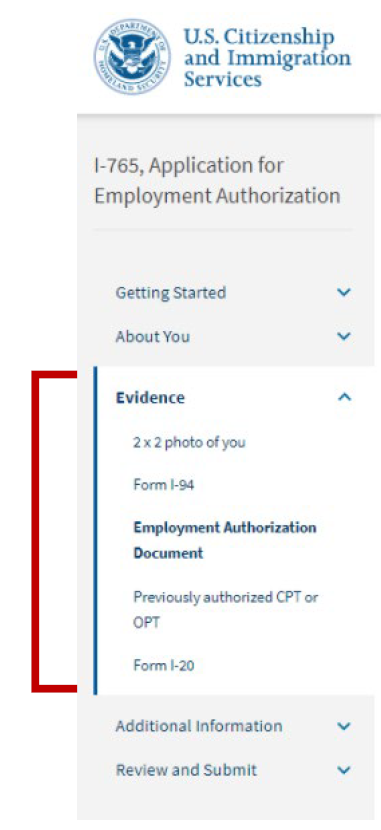 U.S. Citizenship
and Immigration
Services
I-765, Application for
Employment Authorization
Getting Started
About You
Evidence
2 x 2 photo of you
Form I-94
Employment Authorization
Document
Previously authorized CPT or
OPT
Form I-20
Additional Information
Review and Submit